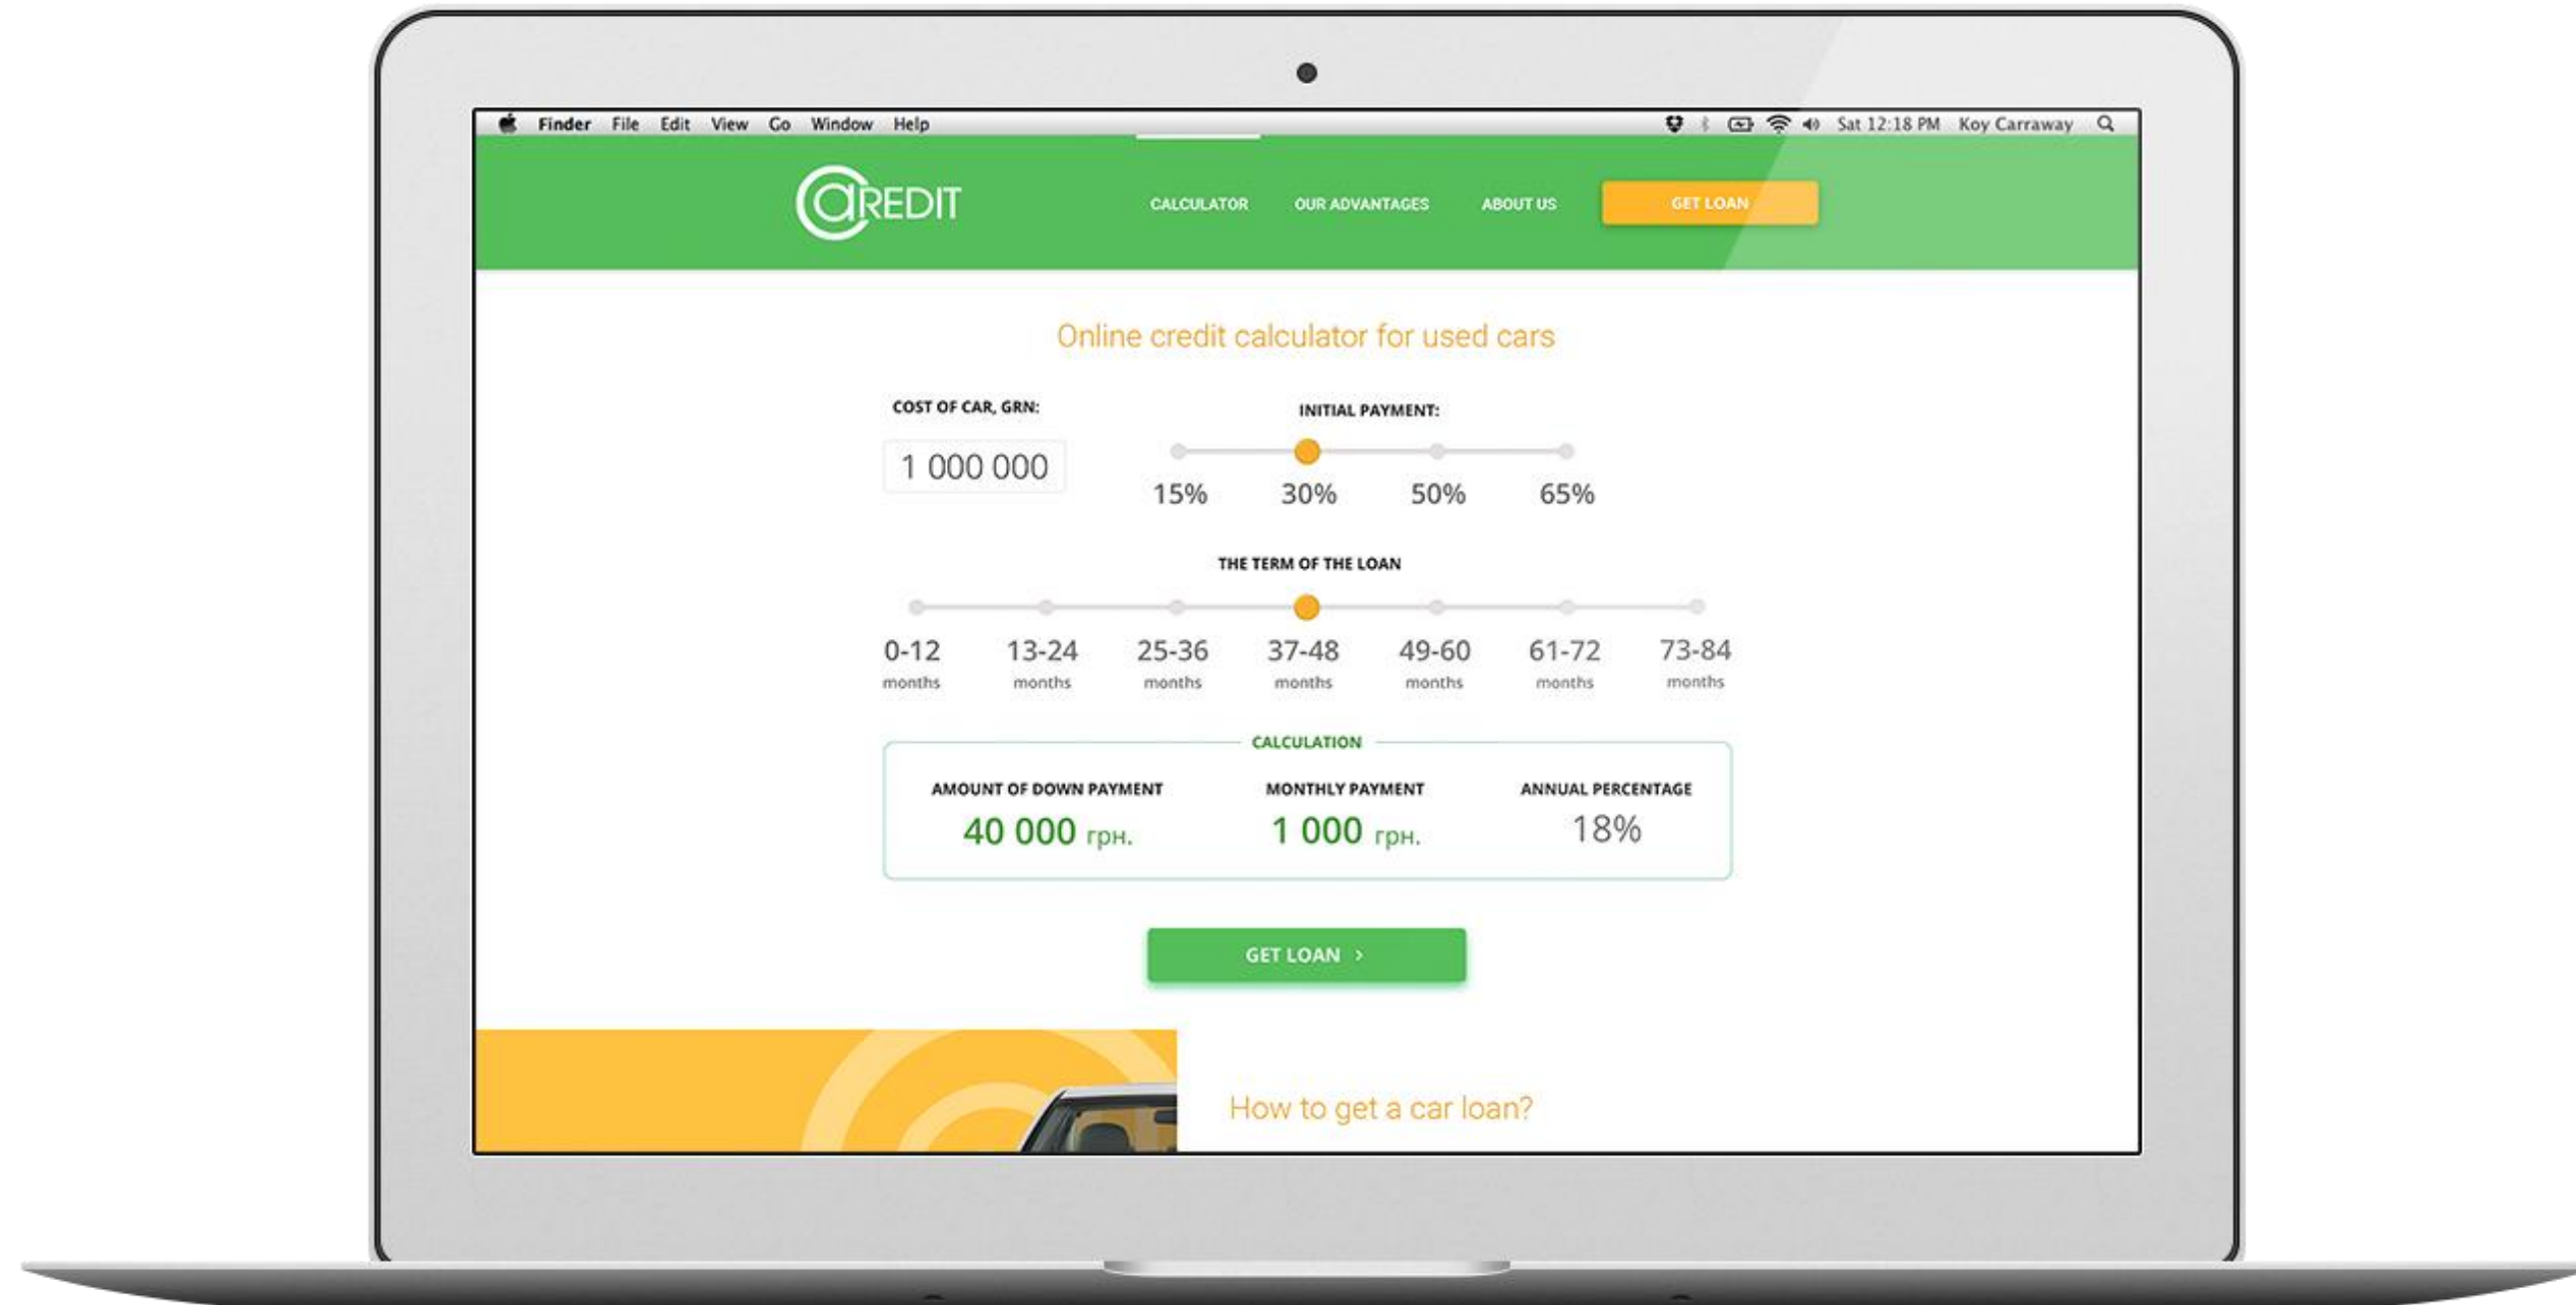 Finder File Edit View Go Window Help Sat 12:18 PM Koy Carraway
CAREDIT CALCULATOR OUR ADVANTAGES ABOUT US GET LOAN
Online credit calculator for used cars
COST OF CAR, GRN: INITIAL PAYMENT:
1 000 000
15% 30% 50% 65%
THE TERM OF THE LOAN
0-12 13-24 25-36 37-48 49-60 61-72 73-84
months months months months months months months
CALCULATION
AMOUNT OF DOWN PAYMENT MONTHLY PAYMENT ANNUAL PERCENTAGE
40 000 грн. 1 000 грн. 18%
GET LOAN >
How to get a car loan?